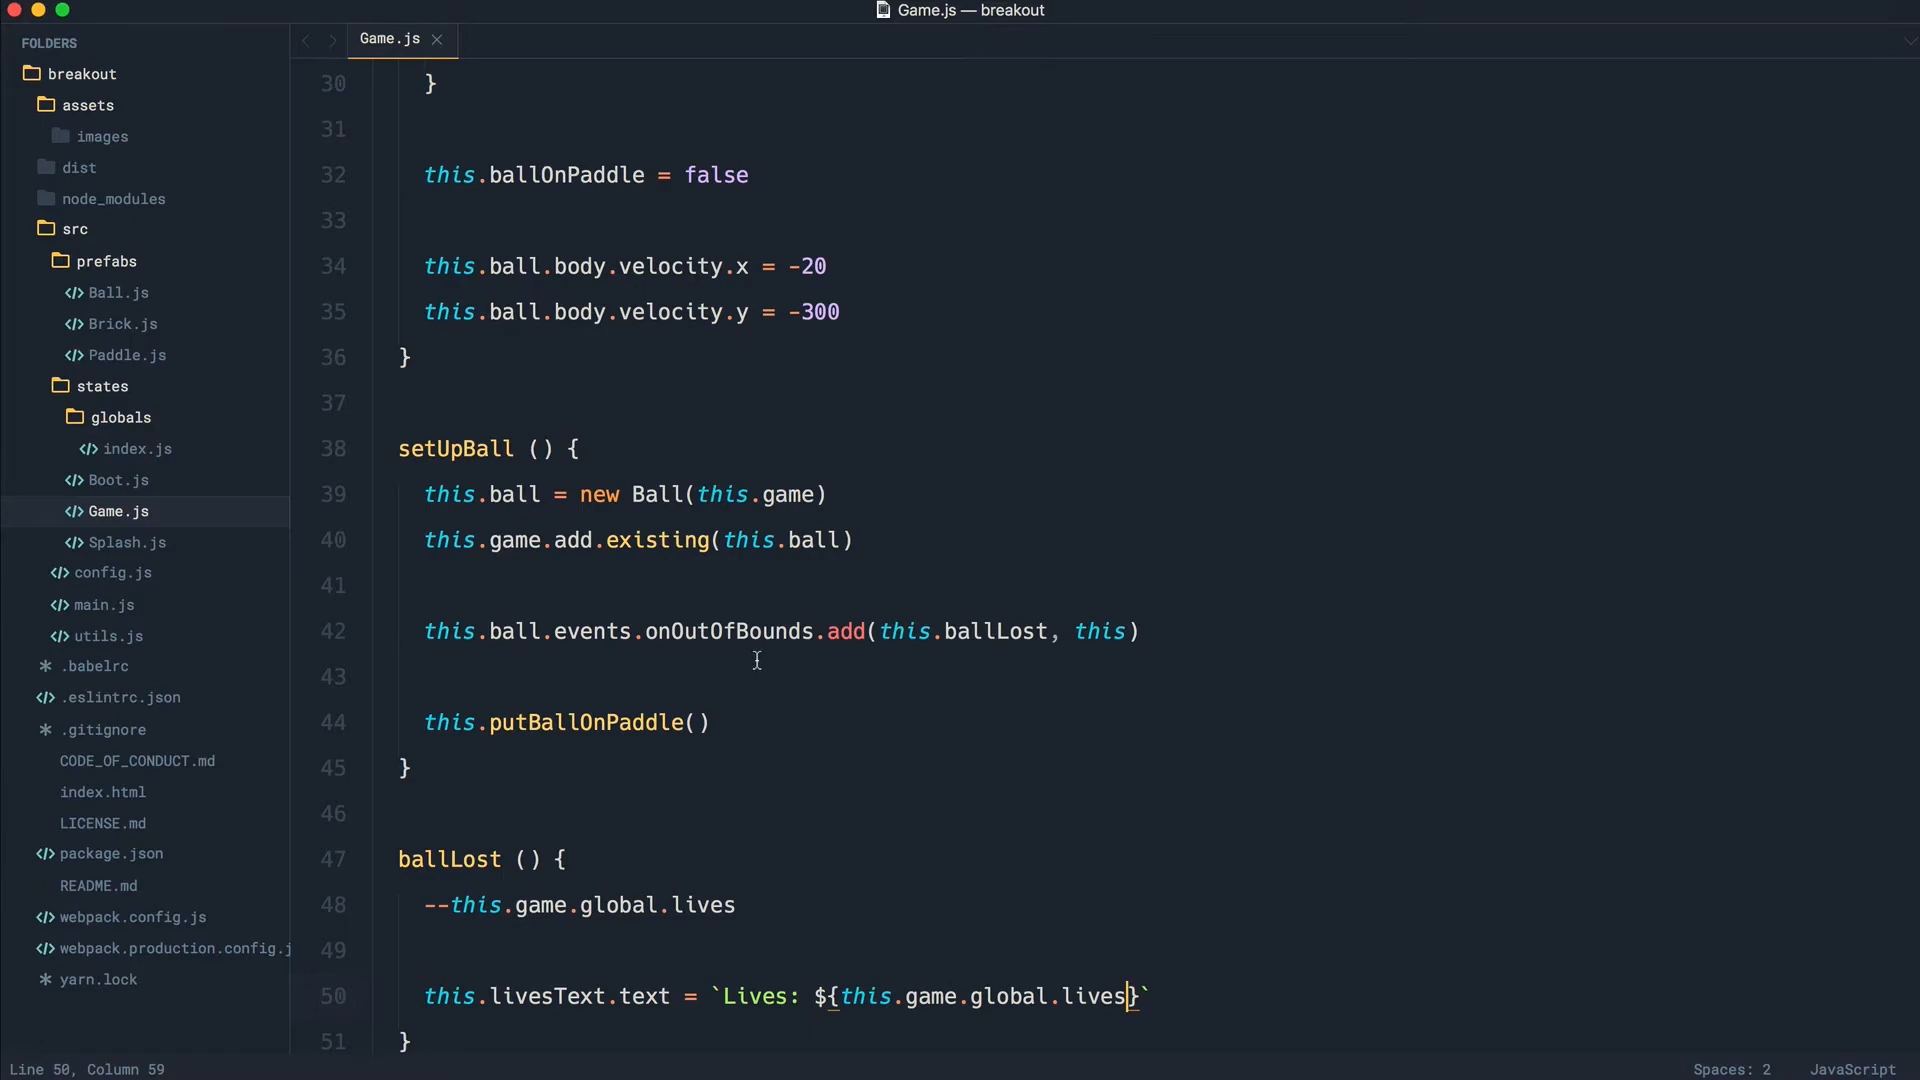 Game.js — breakout
FOLDERS
breakout
assets
images
dist
node_modules
src
prefabs
Ball.js
Brick.js
Paddle.js
states
globals
index.js
Boot.js
Game.js
Splash.js
config.js
main.js
utils.js
.babelrc
.eslintrc.json
.gitignore
CODE_OF_CONDUCT.md
index.html
LICENSE.md
package.json
README.md
webpack.config.js
webpack.production.config.j
yarn.lock
Game.js
30 }
31
32 this.ballOnPaddle = false
33
34 this.ball.body.velocity.x = -20
35 this.ball.body.velocity.y = -300
36 }
37
38 setUpBall () {
39 this.ball = new Ball(this.game)
40 this.game.add.existing(this.ball)
41
42 this.ball.events.onOutOfBounds.add(this.ballLost, this)
43
44 this.putBallOnPaddle()
45 }
46
47 ballLost () {
48 --this.game.global.lives
49
50 this.livesText.text = `Lives: ${this.game.global.lives}`
51 }
Line 50, Column 59
Spaces: 2
JavaScript